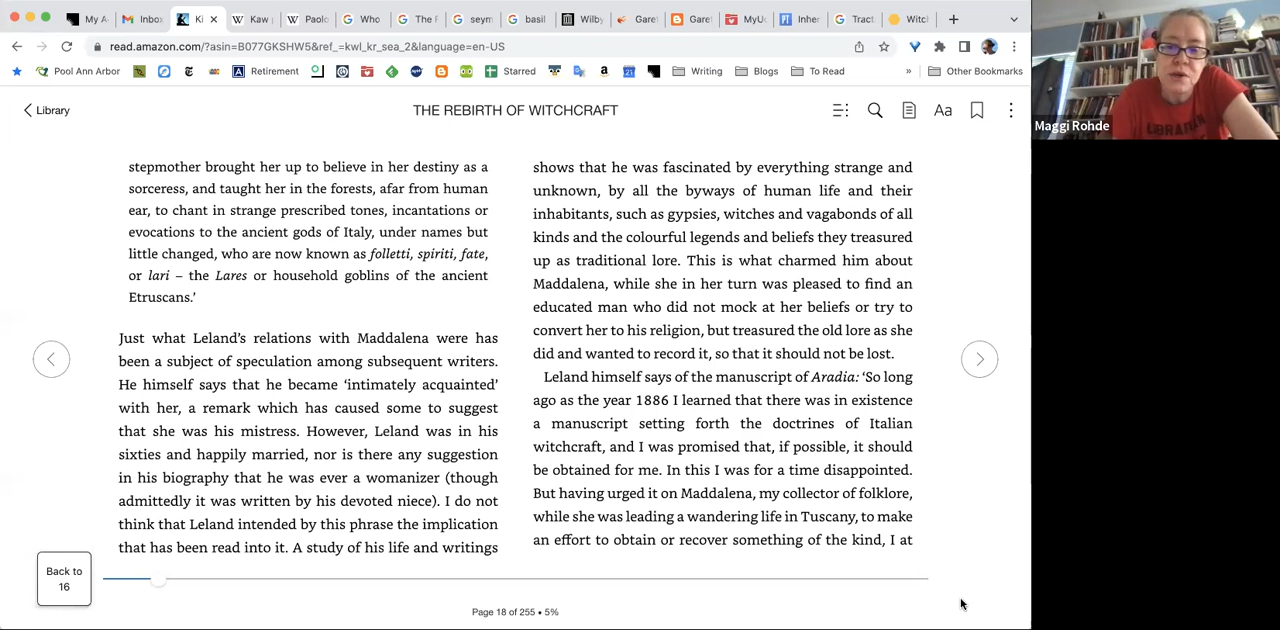 My A
Inbo
Ki
Kaw
Paolo
Who
The F
seym
basil
Wilby
Garet
Garet
MyU
Inher
Tract
Witcl
read.amazon.com/?asin=B077GKSHW5&ref_=kwl_kr_sea_2&language=en-US
Pool Ann Arbor
Retirement
Starred
Writing
Blogs
To Read
»
Other Bookmarks
Library
THE REBIRTH OF WITCHCRAFT
Aa
stepmother brought her up to believe in her destiny as a
sorceress, and taught her in the forests, afar from human
ear, to chant in strange prescribed tones, incantations or
evocations to the ancient gods of Italy, under names but
little changed, who are now known as folletti, spiriti, fate,
or lari – the Lares or household goblins of the ancient
Etruscans.’
Just what Leland’s relations with Maddalena were has
been a subject of speculation among subsequent writers.
He himself says that he became ‘intimately acquainted’
with her, a remark which has caused some to suggest
that she was his mistress. However, Leland was in his
sixties and happily married, nor is there any suggestion
in his biography that he was ever a womanizer (though
admittedly it was written by his devoted niece). I do not
think that Leland intended by this phrase the implication
that has been read into it. A study of his life and writings
shows that he was fascinated by everything strange and
unknown, by all the byways of human life and their
inhabitants, such as gypsies, witches and vagabonds of all
kinds and the colourful legends and beliefs they treasured
up as traditional lore. This is what charmed him about
Maddalena, while she in her turn was pleased to find an
educated man who did not mock at her beliefs or try to
convert her to his religion, but treasured the old lore as she
did and wanted to record it, so that it should not be lost.
Leland himself says of the manuscript of Aradia: ‘So long
ago as the year 1886 I learned that there was in existence
a manuscript setting forth the doctrines of Italian
witchcraft, and I was promised that, if possible, it should
be obtained for me. In this I was for a time disappointed.
But having urged it on Maddalena, my collector of folklore,
while she was leading a wandering life in Tuscany, to make
an effort to obtain or recover something of the kind, I at
Back to
16
Page 18 of 255 • 5%
Maggi Rohde
LIBRARIAN